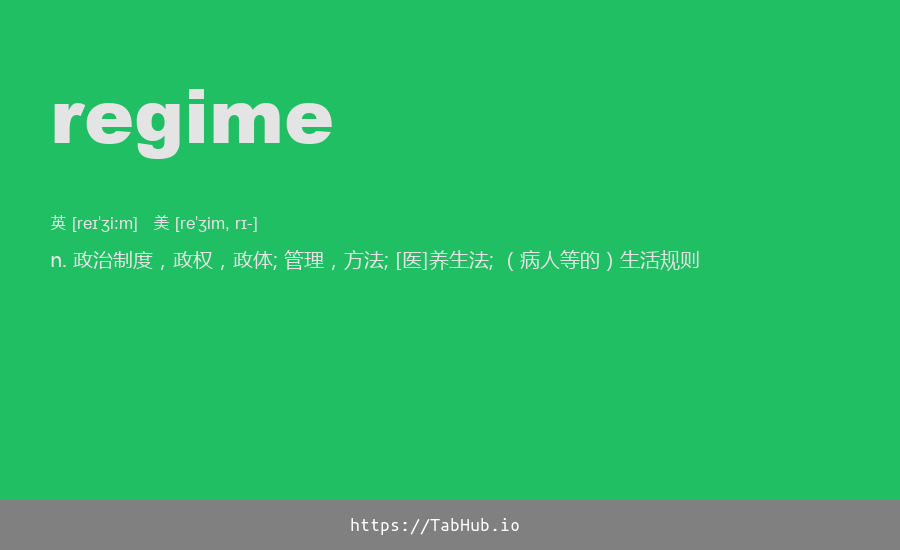 regime
英 [reɪˈʒiːm] 美 [reˈʒim, rɪ-]
n. 政治制度，政权，政体; 管理，方法; [医]养生法; （病人等的）生活规则
https://TabHub.io